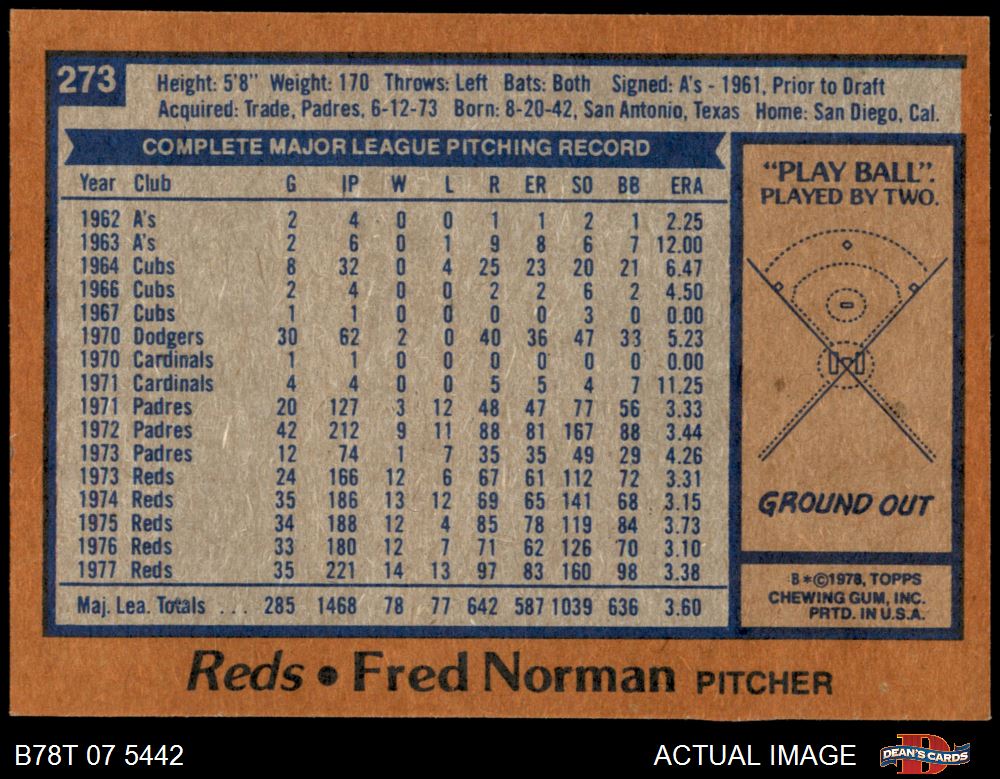 273
Height: 5'8" Weight: 170 Throws: Left Bats: Both Signed: A's - 1961, Prior to Draft
Acquired: Trade, Padres, 6-12-73 Born: 8-20-42, San Antonio, Texas Home: San Diego, Cal.
COMPLETE MAJOR LEAGUE PITCHING RECORD
Year Club G IP W L R ER SO BB ERA
1962 A's 2 4 0 0 1 1 2 1 2.25
1963 A's 2 6 0 1 9 8 6 7 12.00
1964 Cubs 8 32 0 4 25 23 20 21 6.47
1966 Cubs 2 4 0 0 2 2 6 2 4.50
1967 Cubs 1 1 0 0 0 0 3 0 0.00
1970 Dodgers 30 62 2 0 40 36 47 33 5.23
1970 Cardinals 1 1 0 0 0 0 0 0 0.00
1971 Cardinals 4 4 0 0 5 5 4 7 11.25
1971 Padres 20 127 3 12 48 47 77 56 3.33
1972 Padres 42 212 9 11 88 81 167 88 3.44
1973 Padres 12 74 1 7 35 35 49 29 4.26
1973 Reds 24 166 12 6 67 61 112 72 3.31
1974 Reds 35 186 13 12 69 65 141 68 3.15
1975 Reds 34 188 12 4 85 78 119 84 3.73
1976 Reds 33 180 12 7 71 62 126 70 3.10
1977 Reds 35 221 14 13 97 83 160 98 3.38
Maj. Lea. Totals ... 285 1468 78 77 642 587 1039 636 3.60
"PLAY BALL".
PLAYED BY TWO.
GROUND OUT
B*©1978, TOPPS
CHEWING GUM, INC.
PRTD. IN U.S.A.
Reds • Fred Norman PITCHER
B78T 07 5442
ACTUAL IMAGE
D
DEAN'S CARDS